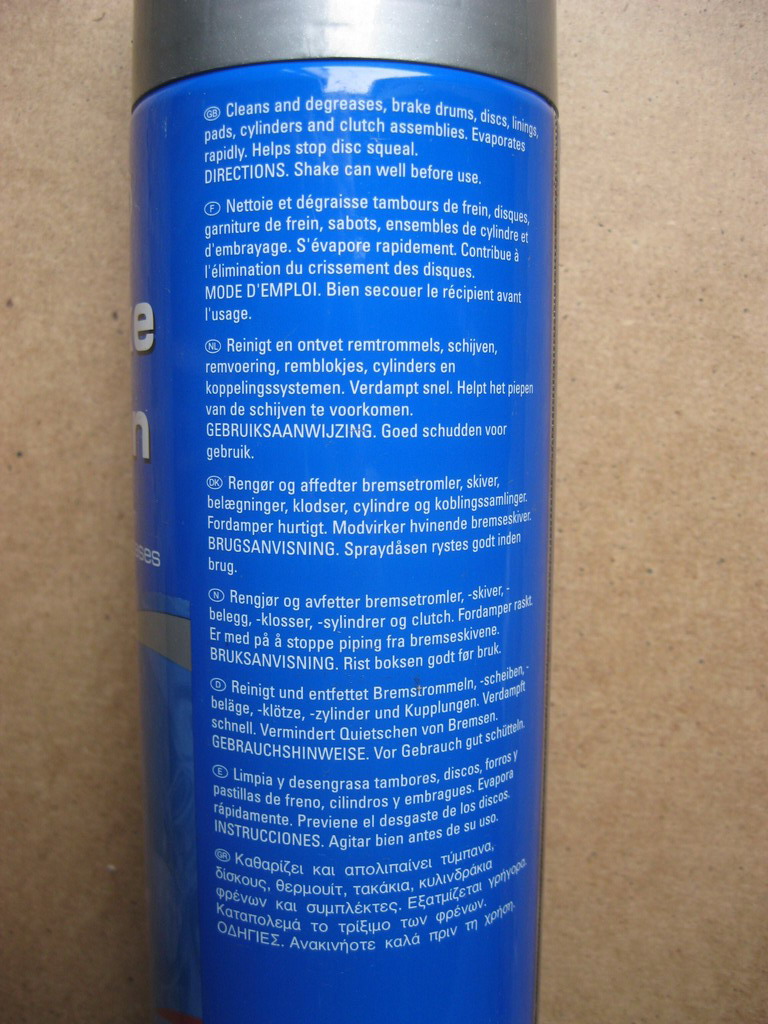 GB Cleans and degreases, brake drums, discs, linings,
pads, cylinders and clutch assemblies. Evaporates
rapidly. Helps stop disc squeal.
DIRECTIONS. Shake can well before use.
F Nettoie et dégraisse tambours de frein, disques,
garniture de frein, sabots, ensembles de cylindre et
d'embrayage. S'évapore rapidement. Contribue à
l'élimination du crissement des disques.
MODE D'EMPLOI. Bien secouer le récipient avant
l'usage.
NL Reinigt en ontvet remtrommels, schijven,
remvoering, remblokjes, cylinders en
koppelingssystemen. Verdampt snel. Helpt het piepen
van de schijven te voorkomen.
GEBRUIKSAANWIJZING. Goed schudden voor
gebruik.
DK Rengør og affedter bremsetromler, skiver,
belægninger, klodser, cylindre og koblingssamlinger.
Fordamper hurtigt. Modvirker hvinende bremseskiver.
BRUGSANVISNING. Spraydåsen rystes godt inden
brug.
N Rengjør og avfetter bremsetromler, -skiver, -
belegg, -klosser, -sylindrer og clutch. Fordamper raskt.
Er med på å stoppe piping fra bremseskivene.
BRUKSANVISNING. Rist boksen godt før bruk.
D Reinigt und entfettet Bremstrommeln, -scheiben, -
beläge, -klötze, -zylinder und Kupplungen. Verdampft
schnell. Vermindert Quietschen von Bremsen.
GEBRAUCHSHINWEISE. Vor Gebrauch gut schütteln.
E Limpia y desengrasa tambores, discos, forros y
pastillas de freno, cilindros y embragues. Evapora
rápidamente. Previene el desgaste de los discos.
INSTRUCCIONES. Agitar bien antes de su uso.
GR Καθαρίζει και απολιπαίνει τύμπανα,
δίσκους, θερμουίτ, τακάκια, κυλινδράκια
φρένων και συμπλέκτες. Εξατμίζεται γρήγορα.
Καταπολεμά το τρίξιμο των φρένων.
ΟΔΗΓΙΕΣ. Ανακινήστε καλά πριν τη χρήση.
e
n
ses